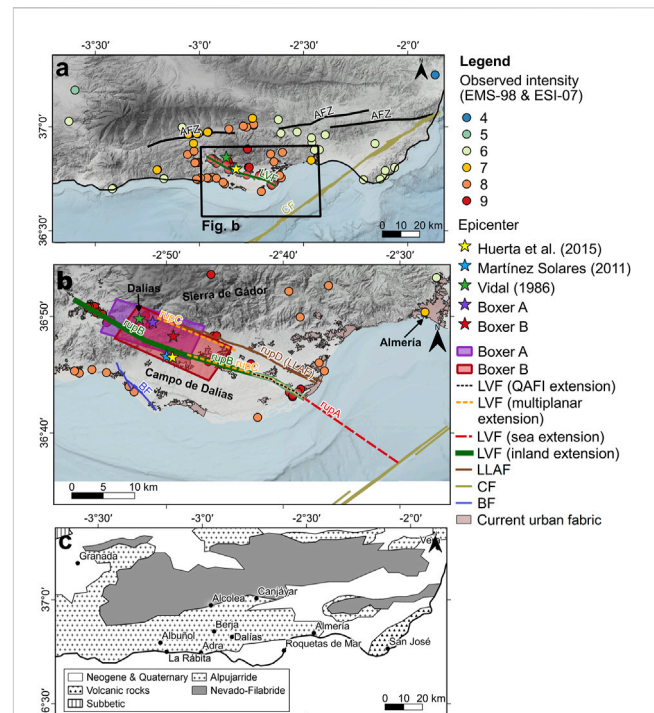 -3°30' -3°0' -2°30' -2°0'
a
37°0'
36°30'
AFZ
AFZ
AFZ
LVF
CF
Fig. b
0 10 20 km
Legend
Observed intensity
(EMS-98 & ESI-07)
4
5
6
7
8
9
Epicenter
Huerta et al. (2015)
Martínez Solares (2011)
Vidal (1986)
Boxer A
Boxer B
Boxer A
Boxer B
LVF (QAFI extension)
LVF (multiplanar
extension)
LVF (sea extension)
LVF (inland extension)
LLAF
CF
BF
Current urban fabric
-2°50' -2°40'
b
36°50'
36°40'
Dalías
Sierra de Gádor
Almería
rupC
rupB
rupD (LLAF)
rupB
rupC
Campo de Dalías
BF
rupA
0 5 10 km
-3°30' -3°0' -2°30' -2°0'
c
37°0'
6°30'
Granada
Alcolea
Canjáyar
Berja
Albuñol
Dalías
Almería
Adra
La Rábita
Roquetas de Mar
San José
Neogene & Quaternary
Alpujarride
Volcanic rocks
Nevado-Filabride
Subbetic
0 10 20 km